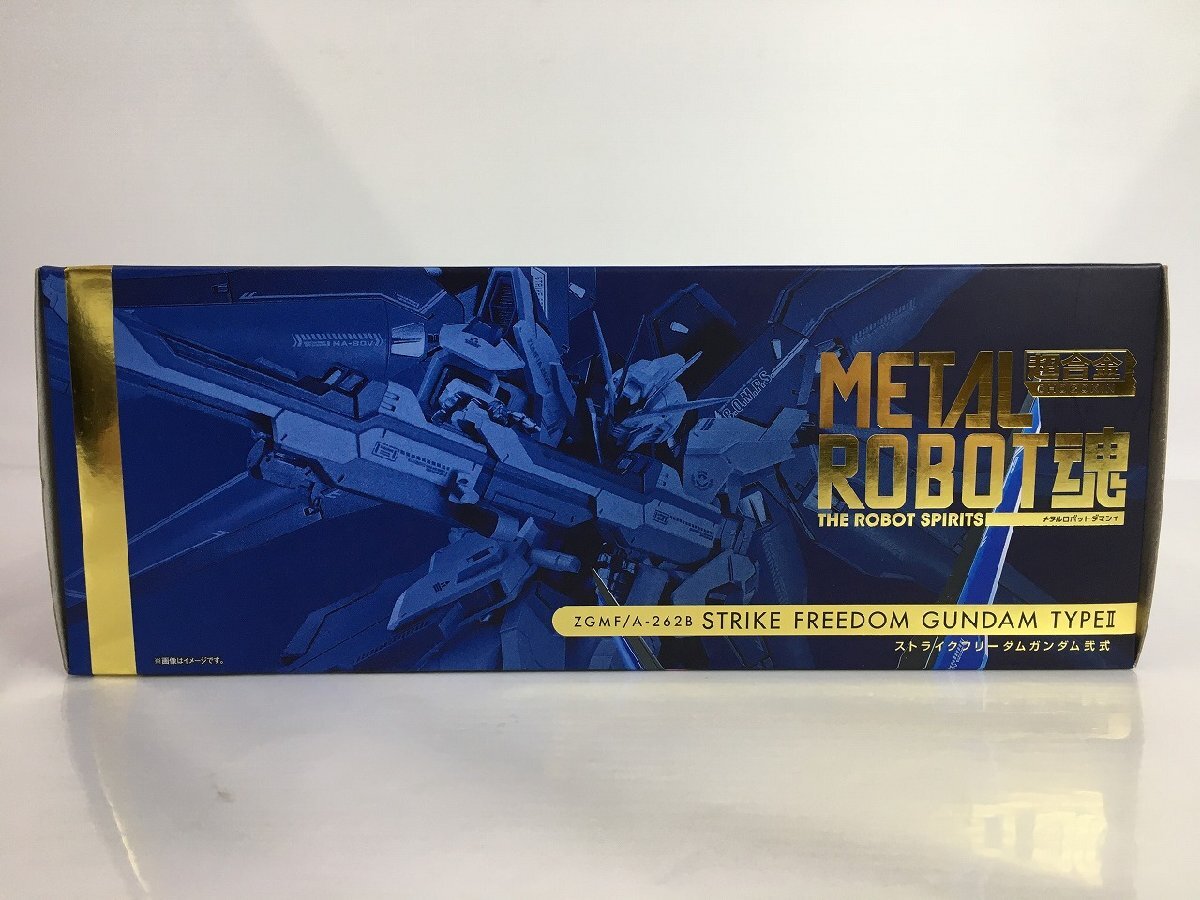 METAL
超合金
CHOGOKIN
ROBOT魂
THE ROBOT SPIRITS
メタルロボットダマシイ
R.O.H.F.S
ZGMF/A-262B STRIKE FREEDOM GUNDAM TYPEⅡ
ストライクフリーダムガンダム弐式
※画像はイメージです。